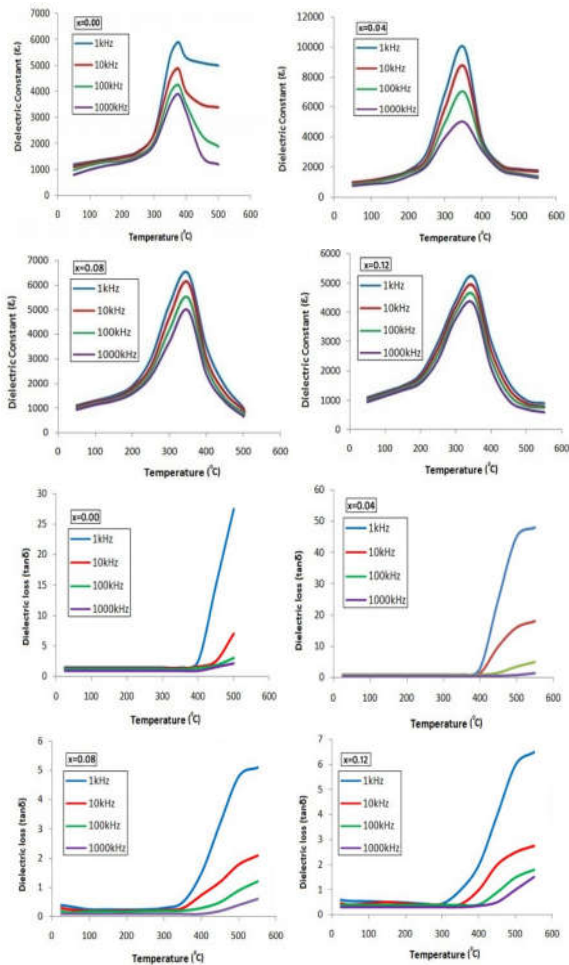 x=0.00
1kHz
10kHz
100kHz
1000kHz
Dielectric Constant (εr)
7000
6000
5000
4000
3000
2000
1000
0
0 100 200 300 400 500 600
Temperature (⁰C)
x=0.04
1kHz
10kHz
100kHz
1000kHz
Dielectric Constant (εr)
12000
10000
8000
6000
4000
2000
0
0 100 200 300 400 500 600
Temperature (⁰C)
x=0.08
1kHz
10kHz
100kHz
1000kHz
Dielectric Constant (εr)
7000
6000
5000
4000
3000
2000
1000
0
0 100 200 300 400 500 600
Temperature (⁰C)
x=0.12
1kHz
10kHz
100kHz
1000kHz
Dielectric Constant (εr)
6000
5000
4000
3000
2000
1000
0
0 100 200 300 400 500 600
Temperature (⁰C)
x=0.00
1kHz
10kHz
100kHz
1000kHz
Dielectric loss (tanδ)
30
25
20
15
10
5
0
0 100 200 300 400 500 600
Temperature (⁰C)
x=0.04
1kHz
10kHz
100kHz
1000kHz
Dielectric loss (tanδ)
60
50
40
30
20
10
0
0 100 200 300 400 500 600
Temperature (⁰C)
x=0.08
1kHz
10kHz
100kHz
1000kHz
Dielectric loss (tanδ)
6
5
4
3
2
1
0
0 100 200 300 400 500 600
Temperature (⁰C)
x=0.12
1kHz
10kHz
100kHz
1000kHz
Dielectric loss (tanδ)
7
6
5
4
3
2
1
0
0 100 200 300 400 500 600
Temperature (⁰C)